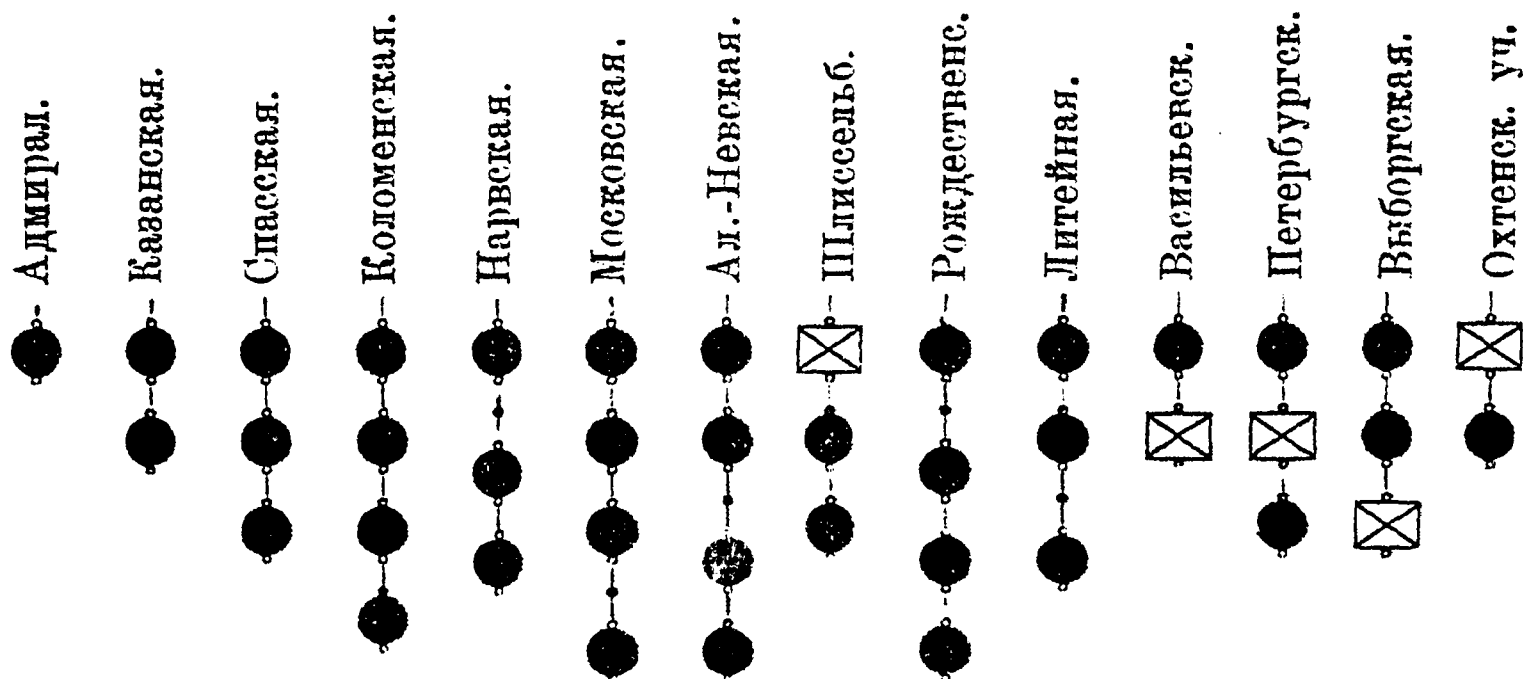 Адмирал.
Казанская.
Спасская.
Коломенская.
Нарвская.
Московская.
Ал.-Невская.
Шлиссельб.
Рождественс.
Литейная.
Васильевск.
Петербургск.
Выборгская.
Охтенск. уч.